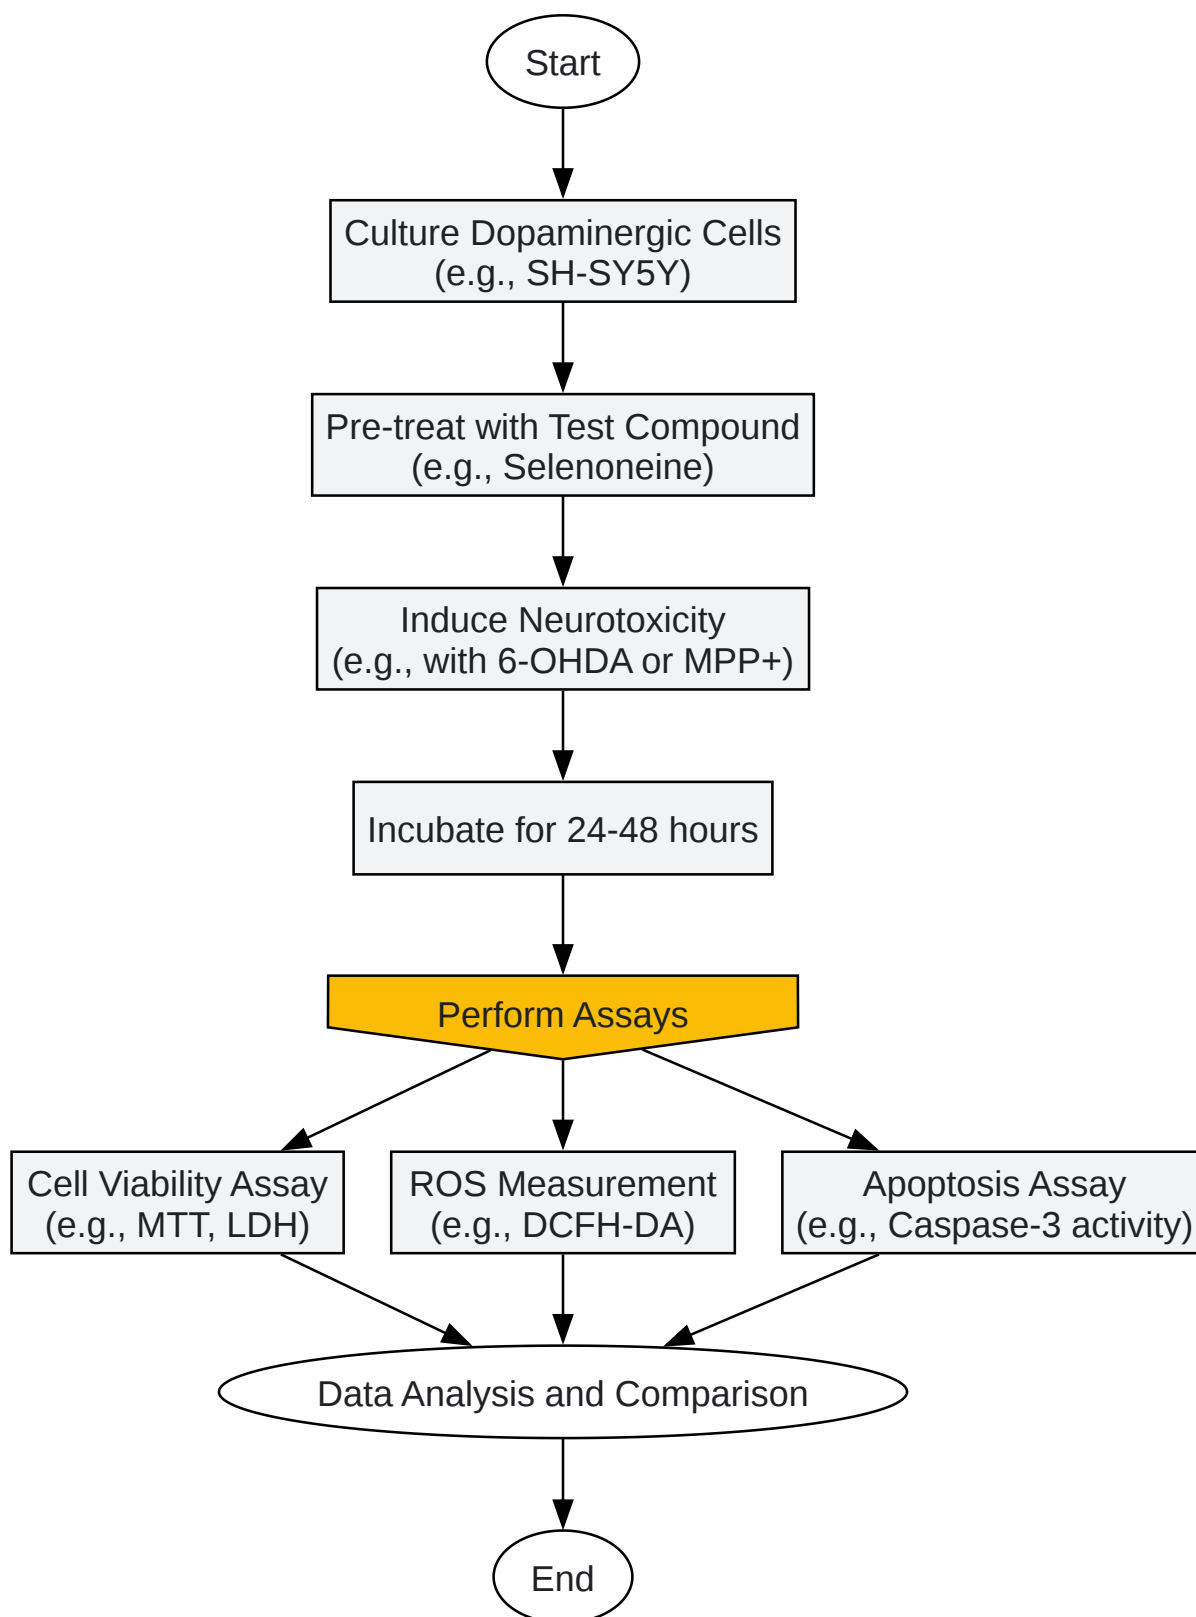 Start
Culture Dopaminergic Cells
(e.g., SH-SY5Y)
Pre-treat with Test Compound
(e.g., Selenoneine)
Induce Neurotoxicity
(e.g., with 6-OHDA or MPP+)
Incubate for 24-48 hours
Perform Assays
Cell Viability Assay
(e.g., MTT, LDH)
ROS Measurement
(e.g., DCFH-DA)
Apoptosis Assay
(e.g., Caspase-3 activity)
Data Analysis and Comparison
End